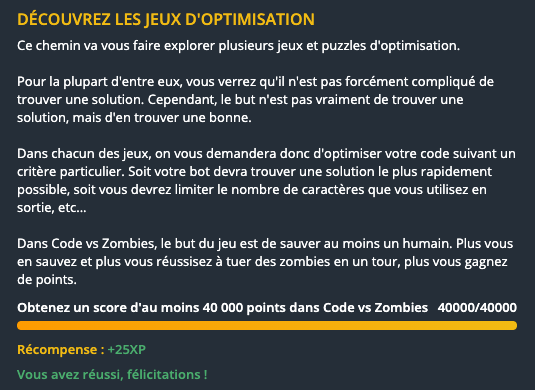 DÉCOUVREZ LES JEUX D'OPTIMISATION
Ce chemin va vous faire explorer plusieurs jeux et puzzles d'optimisation.
Pour la plupart d'entre eux, vous verrez qu'il n'est pas forcément compliqué de
trouver une solution. Cependant, le but n'est pas vraiment de trouver une
solution, mais d'en trouver une bonne.
Dans chacun des jeux, on vous demandera donc d'optimiser votre code suivant un
critère particulier. Soit votre bot devra trouver une solution le plus rapidement
possible, soit vous devrez limiter le nombre de caractères que vous utilisez en
sortie, etc...
Dans Code vs Zombies, le but du jeu est de sauver au moins un humain. Plus vous
en sauvez et plus vous réussisez à tuer des zombies en un tour, plus vous gagnez
de points.
Obtenez un score d'au moins 40 000 points dans Code vs Zombies 40000/40000
Récompense : +25XP
Vous avez réussi, félicitations !